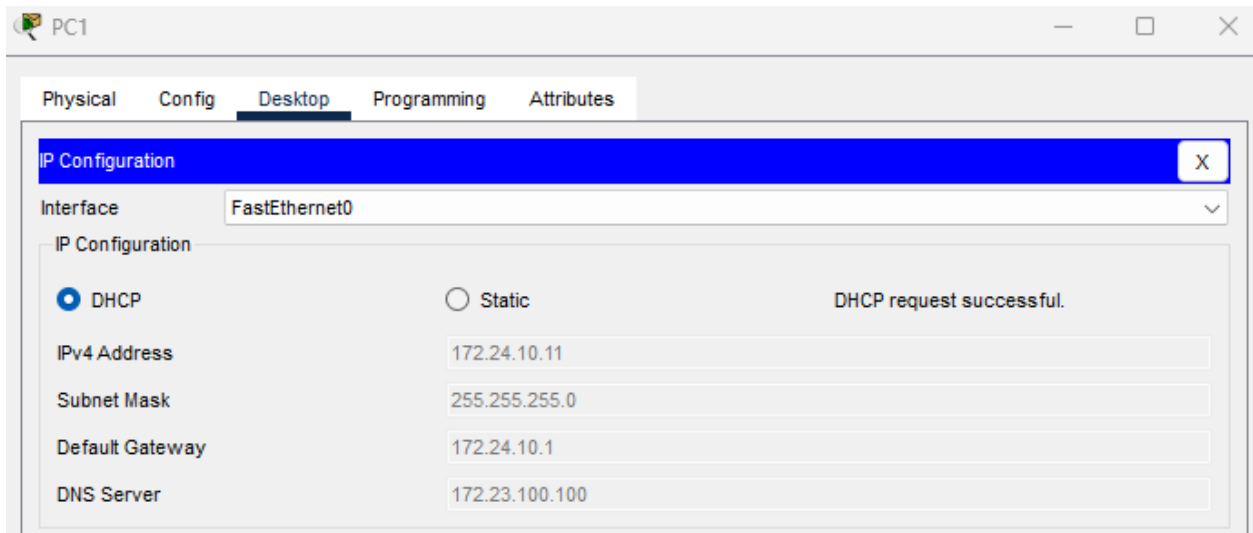 PC1
Physical Config Desktop Programming Attributes
IP Configuration X
Interface FastEthernet0
IP Configuration
DHCP Static DHCP request successful.
IPv4 Address 172.24.10.11
Subnet Mask 255.255.255.0
Default Gateway 172.24.10.1
DNS Server 172.23.100.100